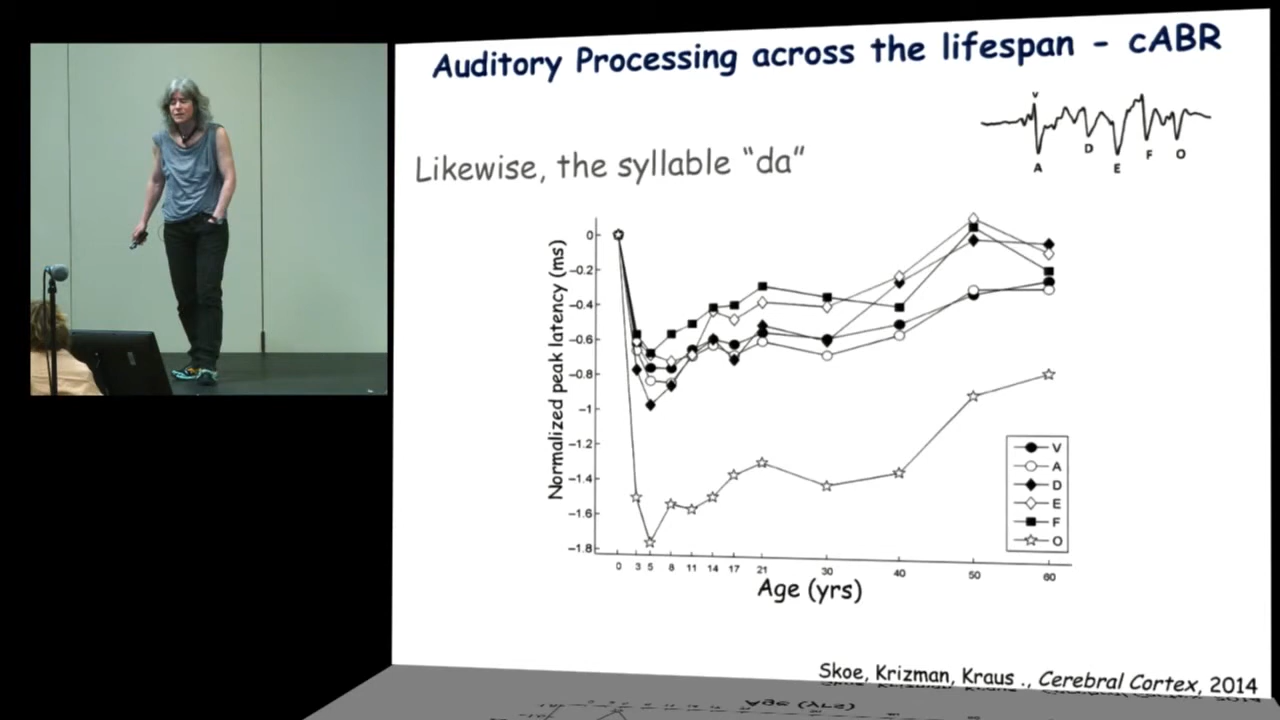 Auditory Processing across the lifespan - cABR
V
D
F
O
A
E
Likewise, the syllable “da”
Normalized peak latency (ms)
0
-0.2
-0.4
-0.6
-0.8
-1
-1.2
-1.4
-1.6
-1.8
V
A
D
E
F
O
0 3 5 8 11 14 17 21 30 40 50 60
Age (yrs)
Skoe, Krizman, Kraus ., Cerebral Cortex, 2014